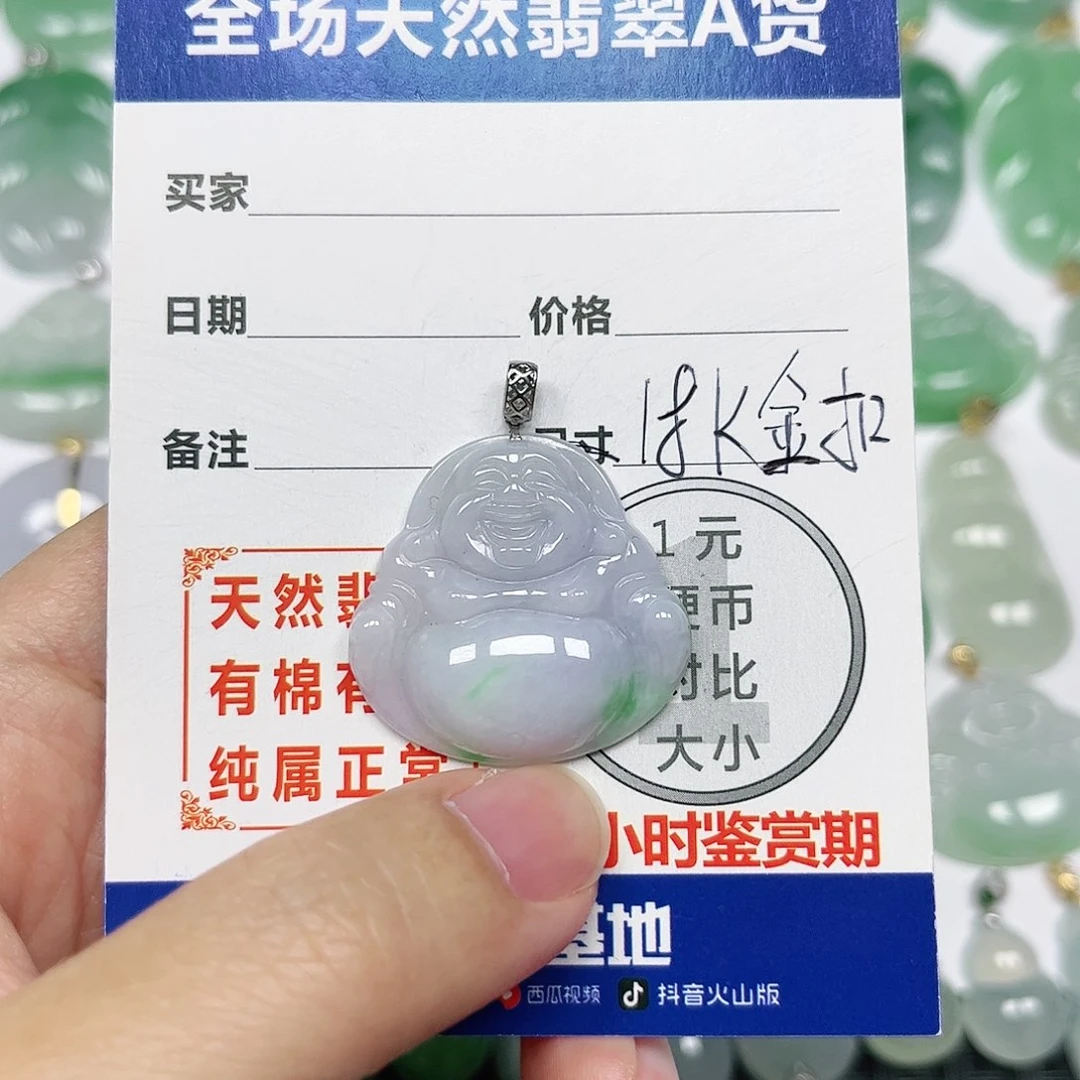 全场天然翡翠A货
买家
日期 价格
备注 尺寸 18K金扣
1元
硬币
对比
大小
天然翡
有棉有
纯属正常
小时鉴赏期
基地
西瓜视频 抖音火山版